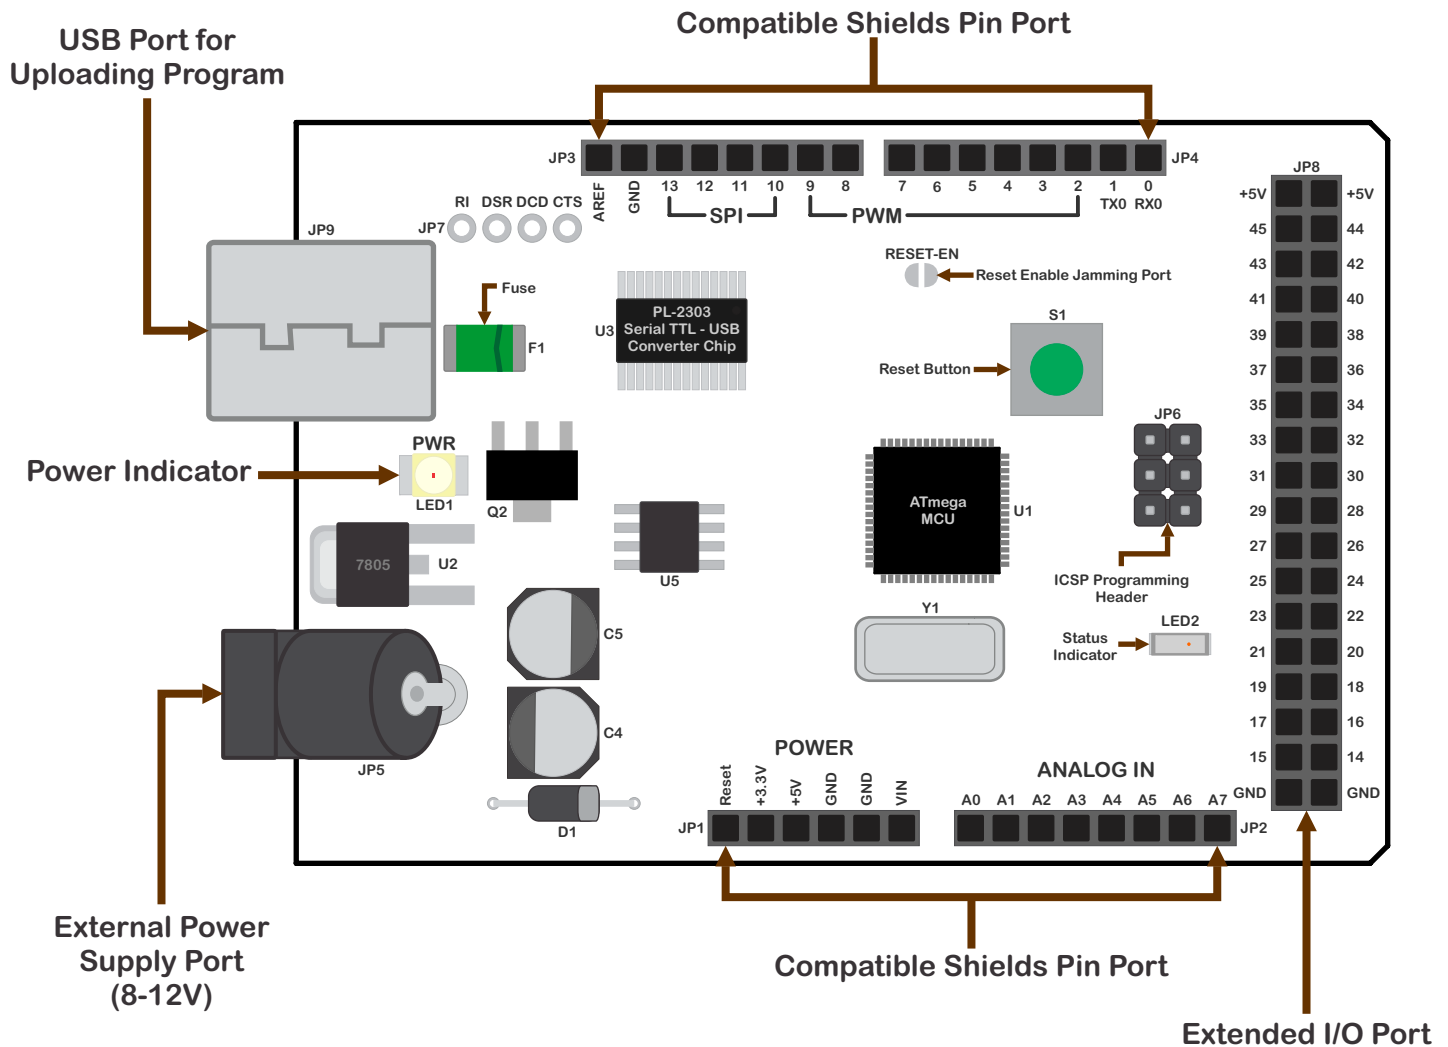 Compatible Shields Pin Port
USB Port for
Uploading Program
JP3
JP4
AREF
GND
13
12
11
10
9
8
7
6
5
4
3
2
1
0
TX0
RX0
SPI
PWM
RI
DSR
DCD
CTS
JP7
JP9
Fuse
F1
PL-2303
Serial TTL - USB
Converter Chip
U3
RESET-EN
Reset Enable Jamming Port
S1
Reset Button
JP8
+5V
+5V
45
44
43
42
41
40
39
38
37
36
35
34
33
32
31
30
29
28
27
26
25
24
23
22
21
20
19
18
17
16
15
14
GND
GND
JP6
ICSP Programming
Header
PWR
Power Indicator
LED1
Q2
ATmega
MCU
U1
7805
U2
U5
Y1
LED2
Status
Indicator
C5
C4
JP5
D1
POWER
Reset
+3.3V
+5V
GND
GND
VIN
JP1
ANALOG IN
A0
A1
A2
A3
A4
A5
A6
A7
JP2
External Power
Supply Port
(8-12V)
Compatible Shields Pin Port
Extended I/O Port